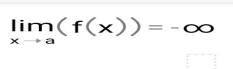 lim(f(x)) = -∞
x → a